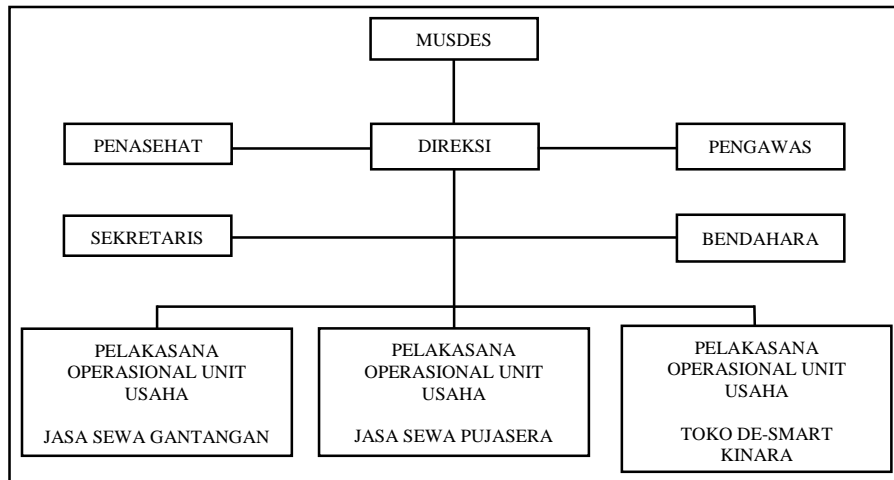 MUSDES
PENASEHAT
DIREKSI
PENGAWAS
SEKRETARIS
BENDAHARA
PELAKASANA
OPERASIONAL UNIT
USAHA
JASA SEWA GANTANGAN
PELAKASANA
OPERASIONAL UNIT
USAHA
JASA SEWA PUJASERA
PELAKASANA
OPERASIONAL UNIT
USAHA
TOKO DE-SMART
KINARA